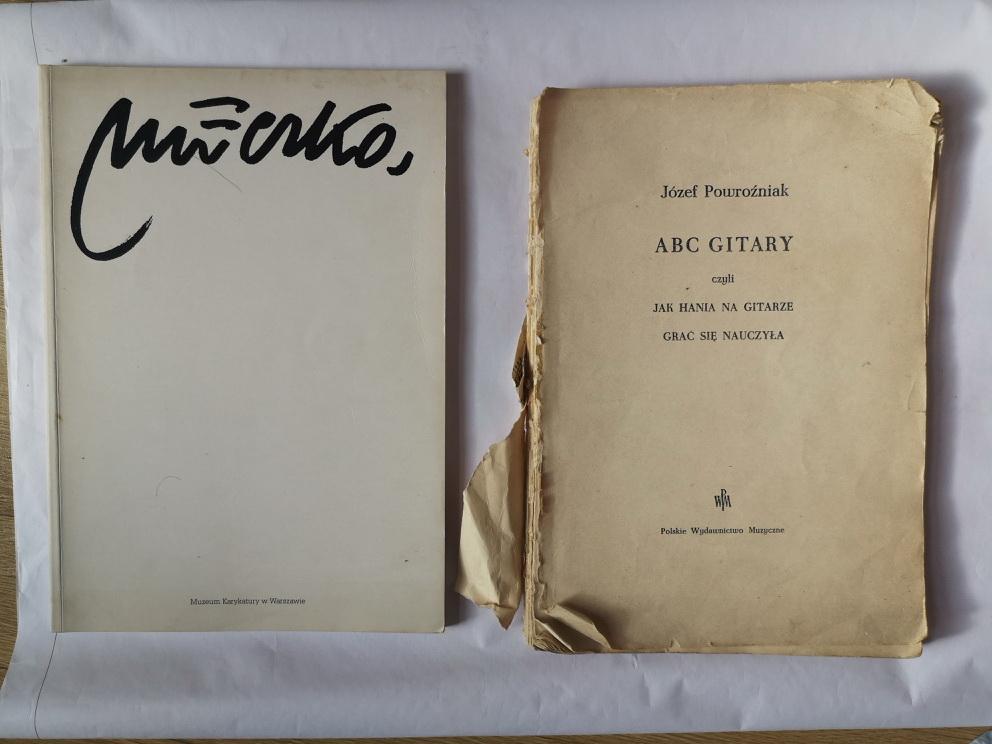 Muzeum Karykatury w Warszawie
Józef Powroźniak
ABC GITARY
czyli
JAK HANIA NA GITARZE
GRAĆ SIĘ NAUCZYŁA
PWM
Polskie Wydawnictwo Muzyczne